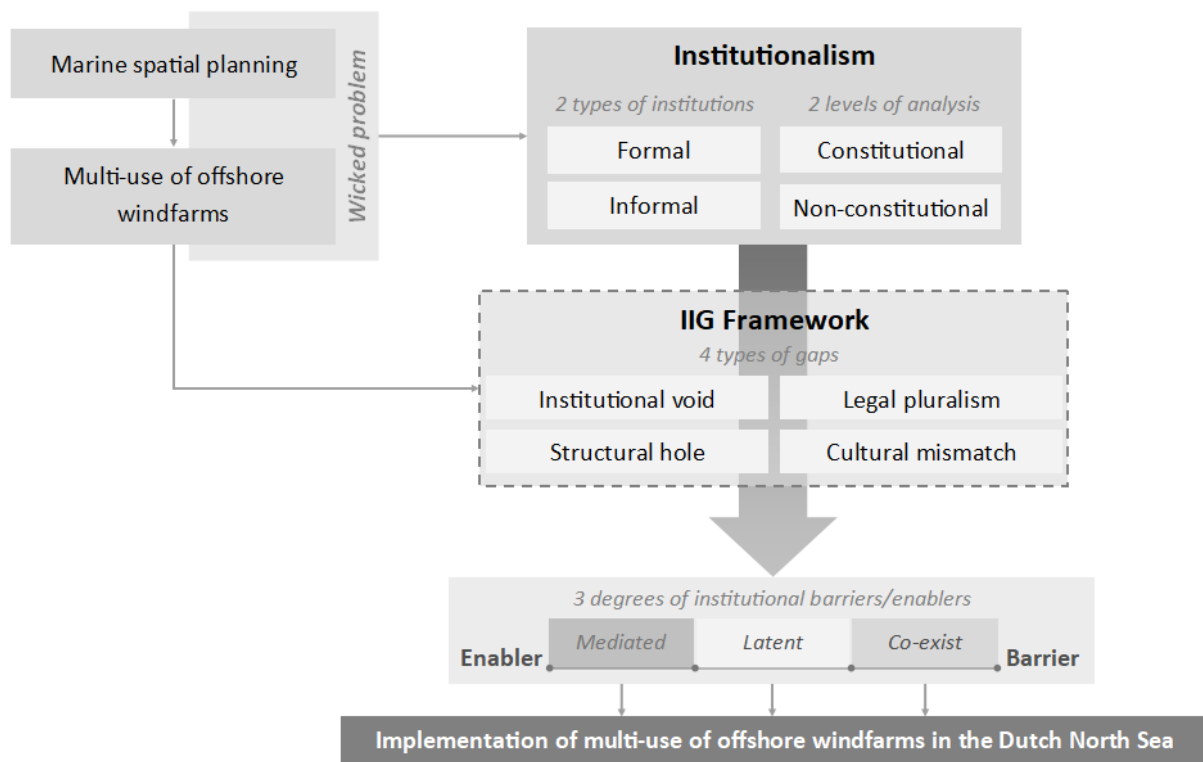 Marine spatial planning
Multi-use of offshore
windfarms
Wicked problem
Institutionalism
2 types of institutions
2 levels of analysis
Formal
Constitutional
Informal
Non-constitutional
IIG Framework
4 types of gaps
Institutional void
Legal pluralism
Structural hole
Cultural mismatch
3 degrees of institutional barriers/enablers
Enabler
Mediated
Latent
Co-exist
Barrier
Implementation of multi-use of offshore windfarms in the Dutch North Sea